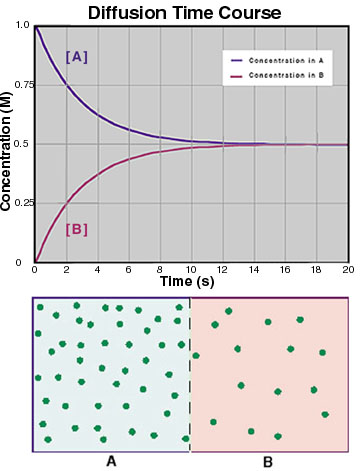 Diffusion Time Course
1.0
0.75
0.5
0.25
0
Concentration (M)
[A]
[B]
Concentration in A
Concentration in B
0 2 4 6 8 10 12 14 16 18 20
Time (s)
A B